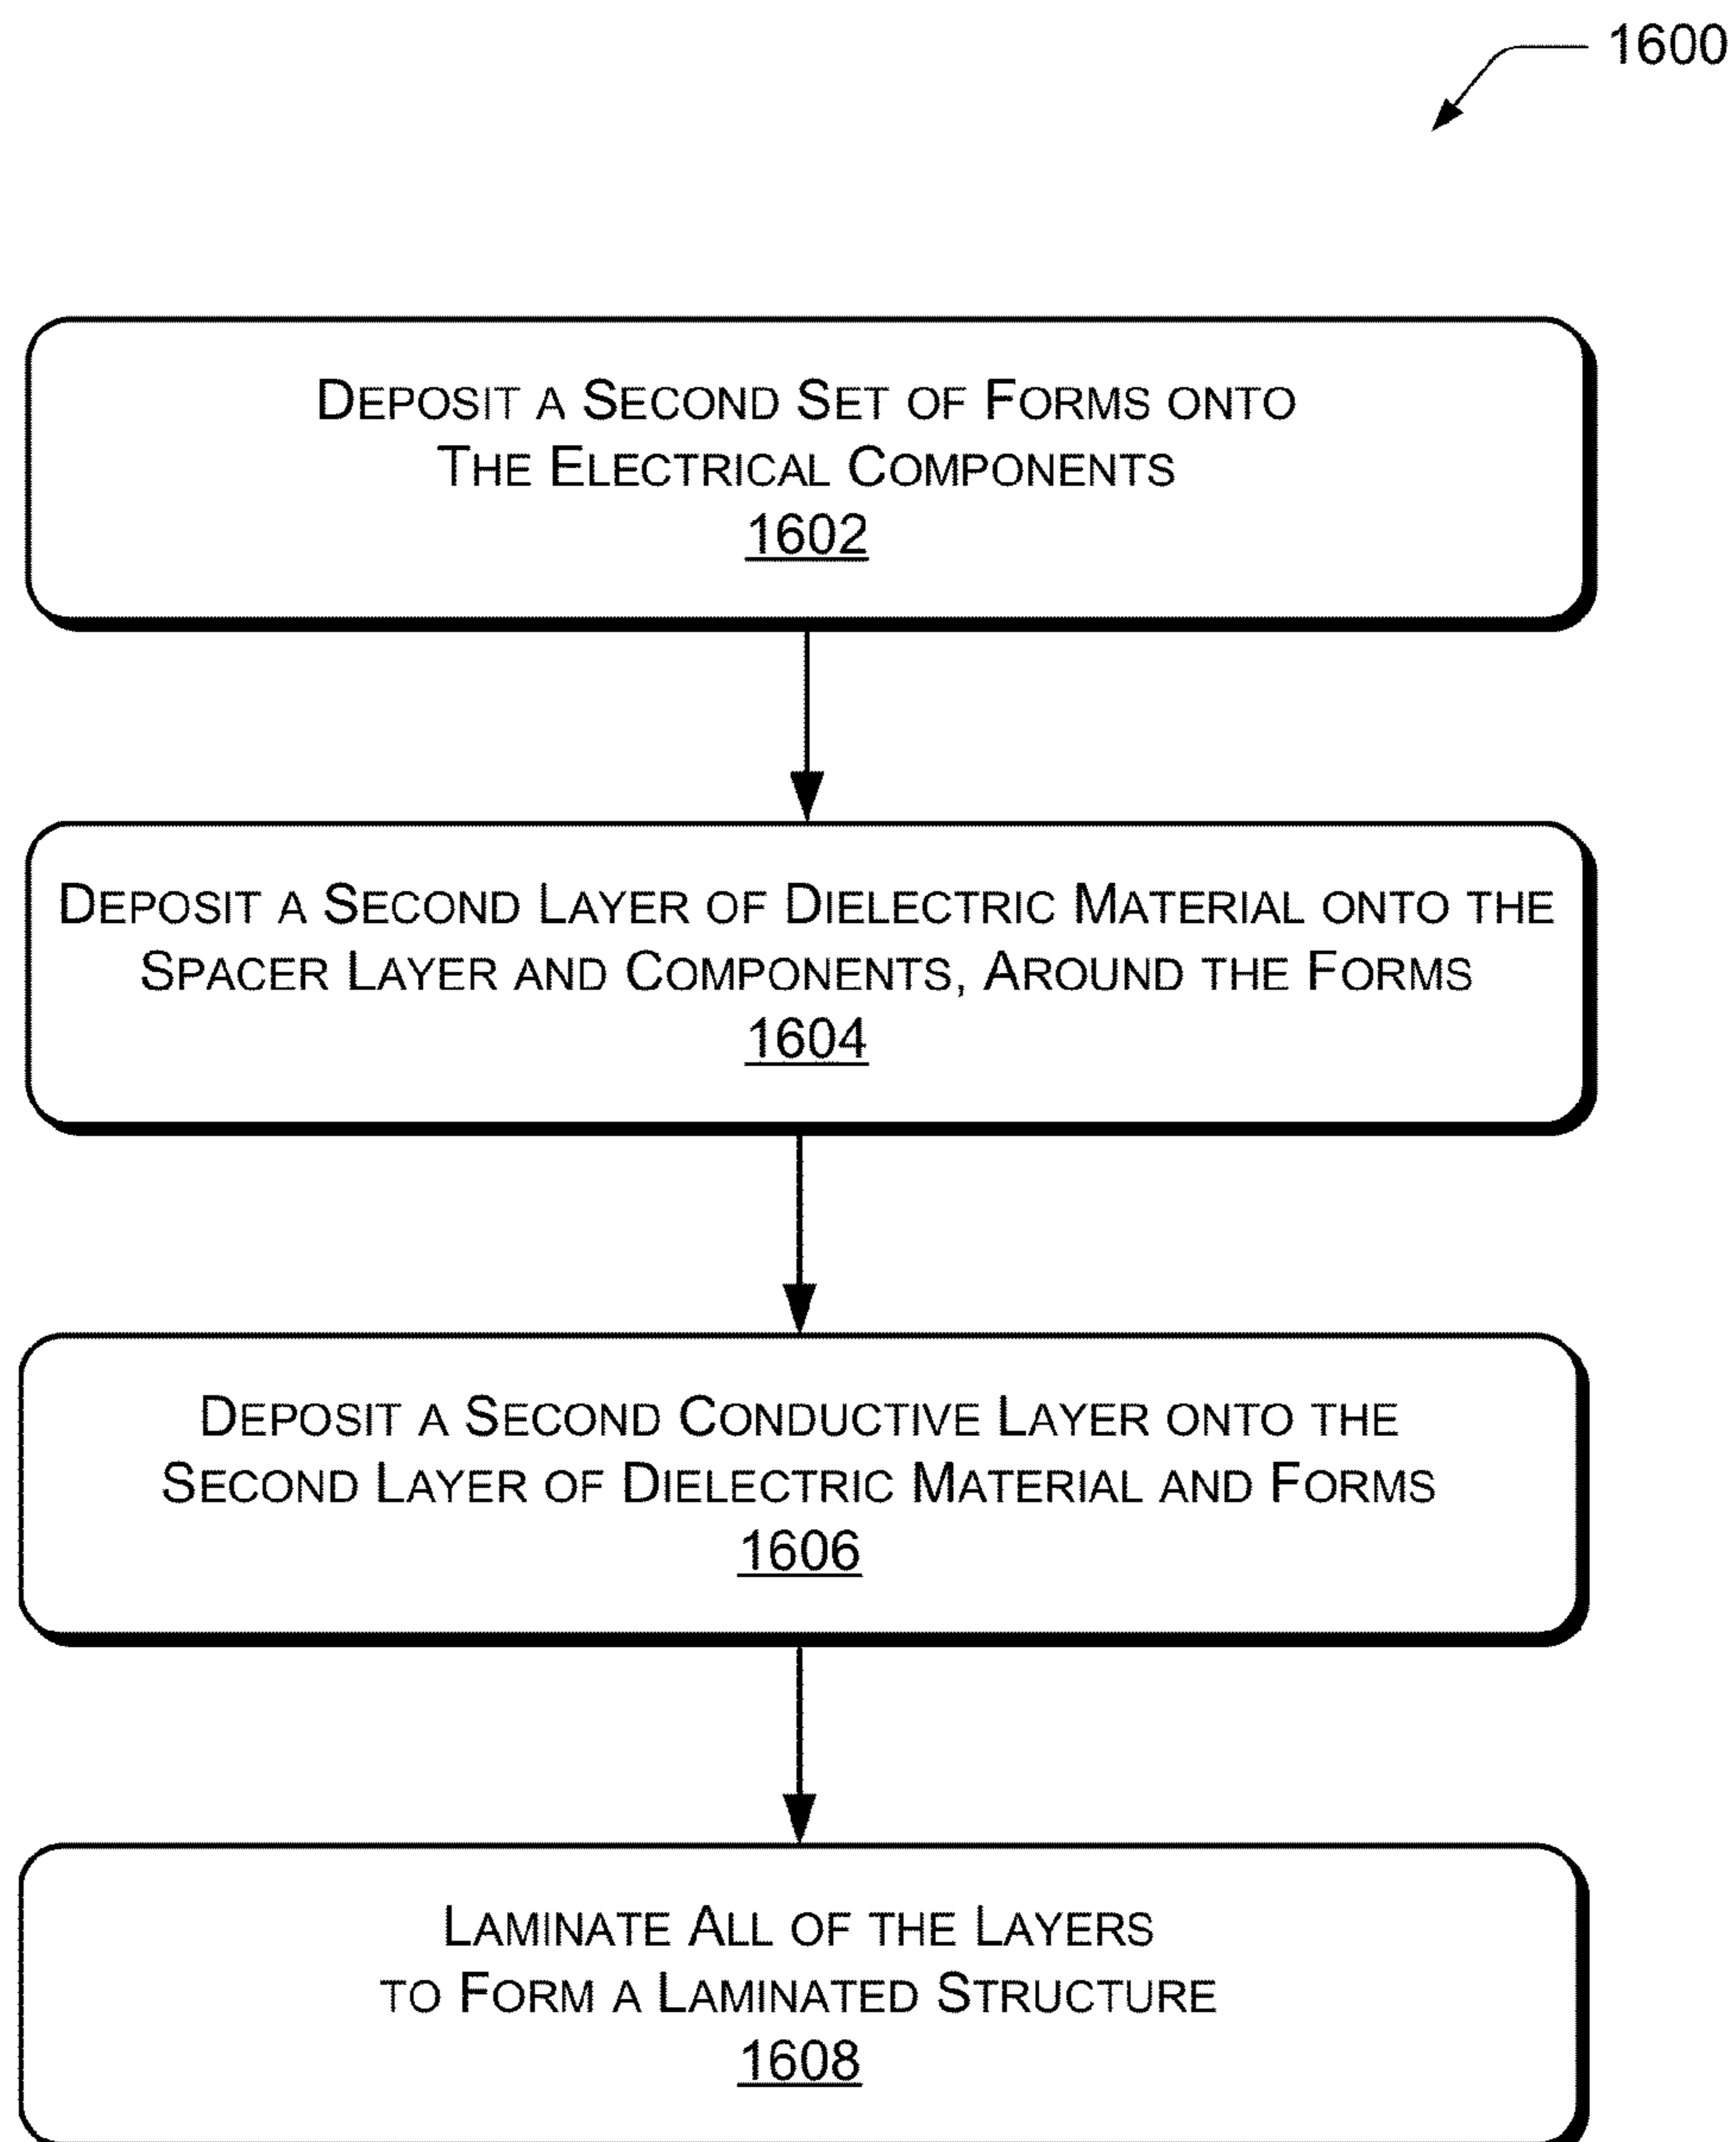 1600
DEPOSIT A SECOND SET OF FORMS ONTO
THE ELECTRICAL COMPONENTS
1602
DEPOSIT A SECOND LAYER OF DIELECTRIC MATERIAL ONTO THE
SPACER LAYER AND COMPONENTS, AROUND THE FORMS
1604
DEPOSIT A SECOND CONDUCTIVE LAYER ONTO THE
SECOND LAYER OF DIELECTRIC MATERIAL AND FORMS
1606
LAMINATE ALL OF THE LAYERS
TO FORM A LAMINATED STRUCTURE
1608